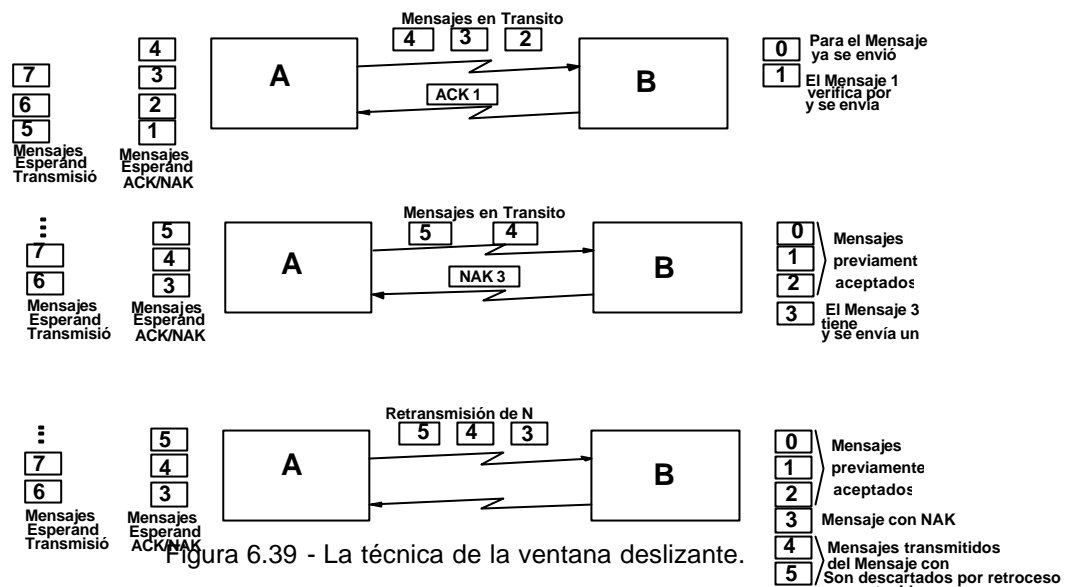 Mensajes en Transito
4 3 2
4
3
2
1
7
6
5
A
B
ACK 1
0
Para el Mensaje
ya se envió
1
El Mensaje 1
verifica por
y se envia
Mensajes
Esperand
Transmisió
Mensajes
Esperand
ACK/NAK
Mensajes en Transito
5 4
7
6
5
4
3
A
B
NAK 3
0
1
2
Mensajes
previament
aceptados
3
El Mensaje 3
tiene
y se envía un
Mensajes
Esperand
Transmisió
Mensajes
Esperand
ACK/NAK
Retransmisión de N
5 4 3
7
6
5
4
3
A
B
0
1
2
Mensajes
previamente
aceptados
3
Mensaje con NAK
4
5
Mensajes transmitidos
del Mensaje con
Son descartados por retroceso
Mensajes
Esperand
Transmisió
Mensajes
Esperand
ACK/NAK
Figura 6.39 - La técnica de la ventana deslizante.